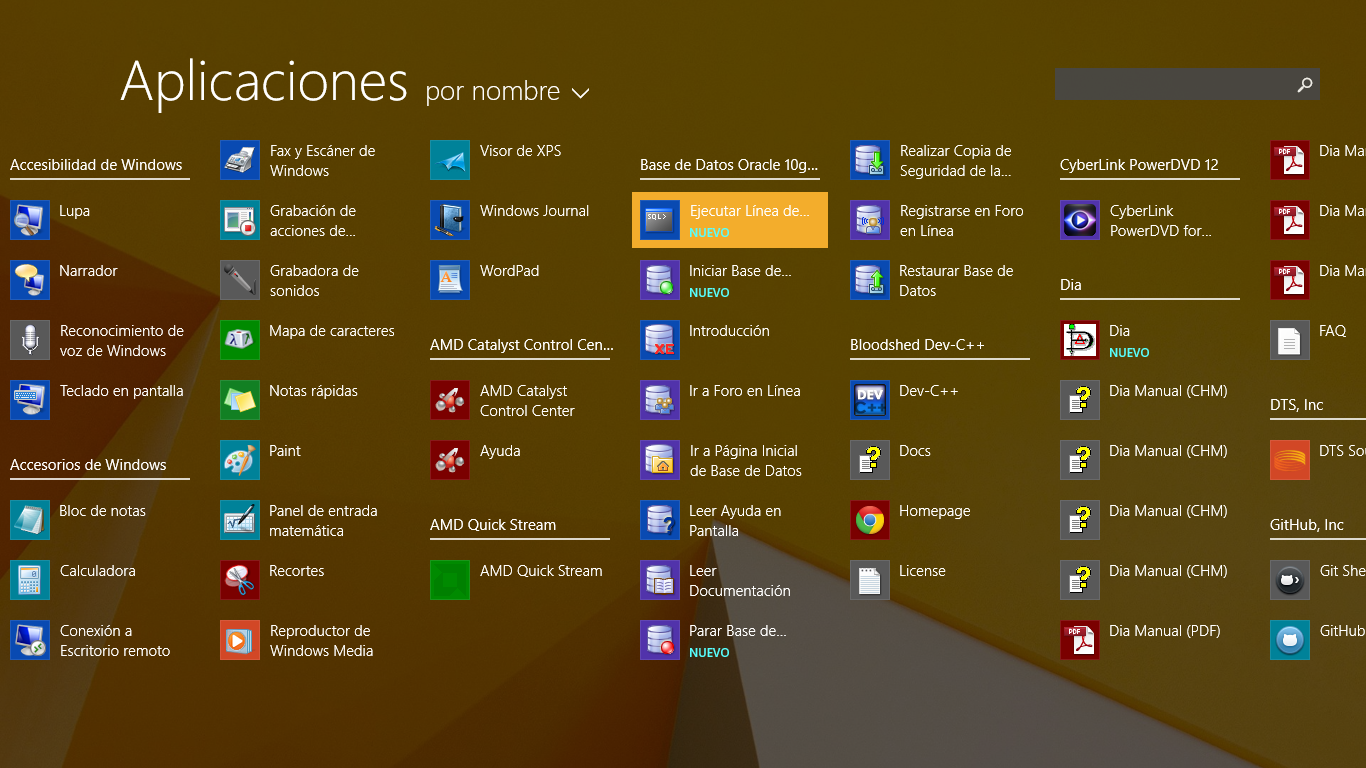 Aplicaciones por nombre
Accesibilidad de Windows
Lupa
Narrador
Reconocimiento de
voz de Windows
Teclado en pantalla
Accesorios de Windows
Bloc de notas
Calculadora
Conexión a
Escritorio remoto
Fax y Escáner de
Windows
Grabación de
acciones de...
Grabadora de
sonidos
Mapa de caracteres
Notas rápidas
Paint
Panel de entrada
matemática
Recortes
Reproductor de
Windows Media
Visor de XPS
Windows Journal
WordPad
AMD Catalyst Control Cen...
AMD Catalyst
Control Center
Ayuda
AMD Quick Stream
AMD Quick Stream
Base de Datos Oracle 10g...
SQL>
Ejecutar Línea de...
NUEVO
Iniciar Base de...
NUEVO
XE
Introducción
Ir a Foro en Línea
Ir a Página Inicial
de Base de Datos
Leer Ayuda en
Pantalla
Leer
Documentación
Parar Base de...
NUEVO
Realizar Copia de
Seguridad de la...
Registrarse en Foro
en Línea
Restaurar Base de
Datos
Bloodshed Dev-C++
DEV
C++
Dev-C++
Docs
Homepage
License
CyberLink PowerDVD 12
CyberLink
PowerDVD for...
Dia
Dia
NUEVO
Dia Manual (CHM)
Dia Manual (CHM)
Dia Manual (CHM)
Dia Manual (CHM)
PDF
Dia Manual (PDF)
PDF
Dia Ma
PDF
Dia Ma
PDF
Dia Ma
FAQ
DTS, Inc
DTS Sou
GitHub, Inc
Git She
GitHub